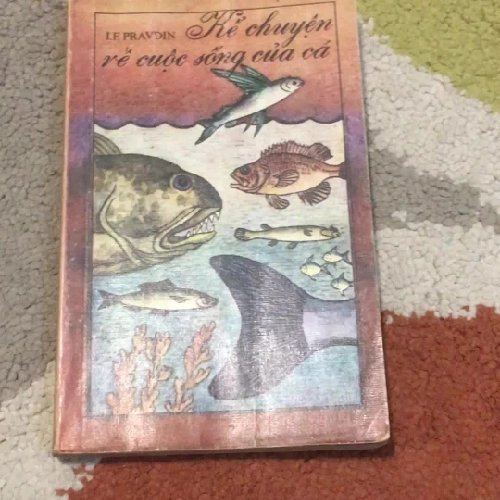 I.F PRAVDIN Kể chuyện
về cuộc sống của cá